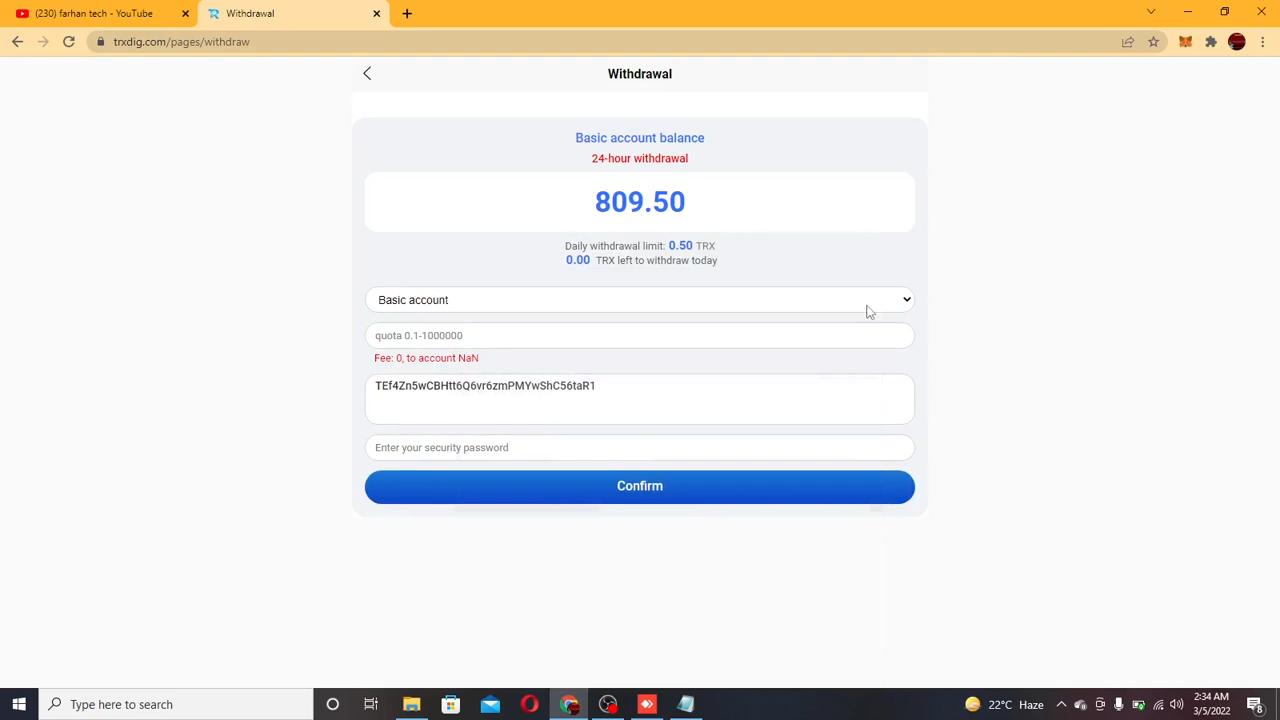 (230) farhan tech - YouTube
Withdrawal
trxdig.com/pages/withdraw
Withdrawal
Basic account balance
24-hour withdrawal
809.50
Daily withdrawal limit: 0.50 TRX
0.00 TRX left to withdraw today
Basic account
quota 0.1-1000000
Fee: 0, to account NaN
TEf4Zn5wCBHtt6Q6vr6zmPMYwShC56taR1
Enter your security password
Confirm
Type here to search
22°C Haze
2:34 AM
3/5/2022
8